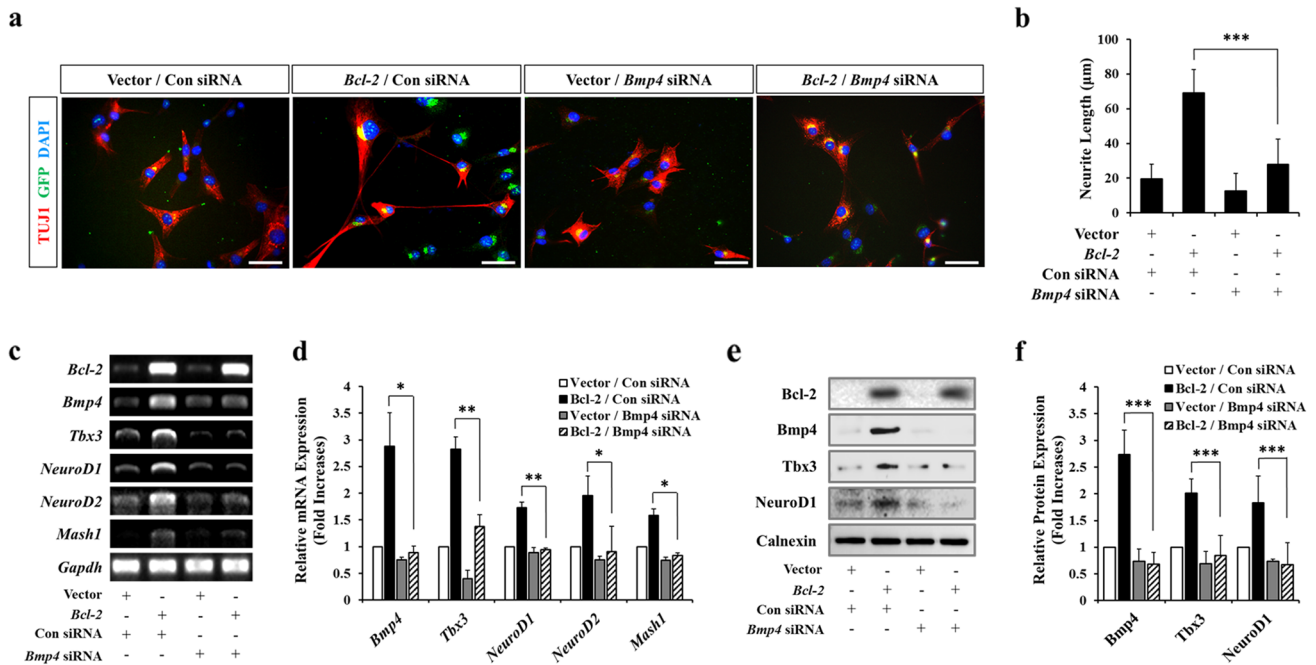 a
Vector / Con siRNA
Bcl-2 / Con siRNA
Vector / Bmp4 siRNA
Bcl-2 / Bmp4 siRNA
TUJ1 GFP DAPI
b
Neurite Length (μm)
100
80
60
40
20
0
***
Vector + - + -
Bcl-2 - + - +
Con siRNA + + - -
Bmp4 siRNA - - + +
c
Bcl-2
Bmp4
Tbx3
NeuroD1
NeuroD2
Mash1
Gapdh
Vector + - + -
Bcl-2 - + - +
Con siRNA + + - -
Bmp4 siRNA - - + +
d
Relative mRNA Expression
(Fold Increases)
4
3.5
3
2.5
2
1.5
1
0.5
0
Vector / Con siRNA
Bcl-2 / Con siRNA
Vector / Bmp4 siRNA
Bcl-2 / Bmp4 siRNA
* ** ** * *
Bmp4 Tbx3 NeuroD1 NeuroD2 Mash1
e
Bcl-2
Bmp4
Tbx3
NeuroD1
Calnexin
Vector + - + -
Bcl-2 - + - +
Con siRNA + + - -
Bmp4 siRNA - - + +
f
Relative Protein Expression
(Fold Increases)
4
3.5
3
2.5
2
1.5
1
0.5
0
Vector / Con siRNA
Bcl-2 / Con siRNA
Vector / Bmp4 siRNA
Bcl-2 / Bmp4 siRNA
*** *** ***
Bmp4 Tbx3 NeuroD1